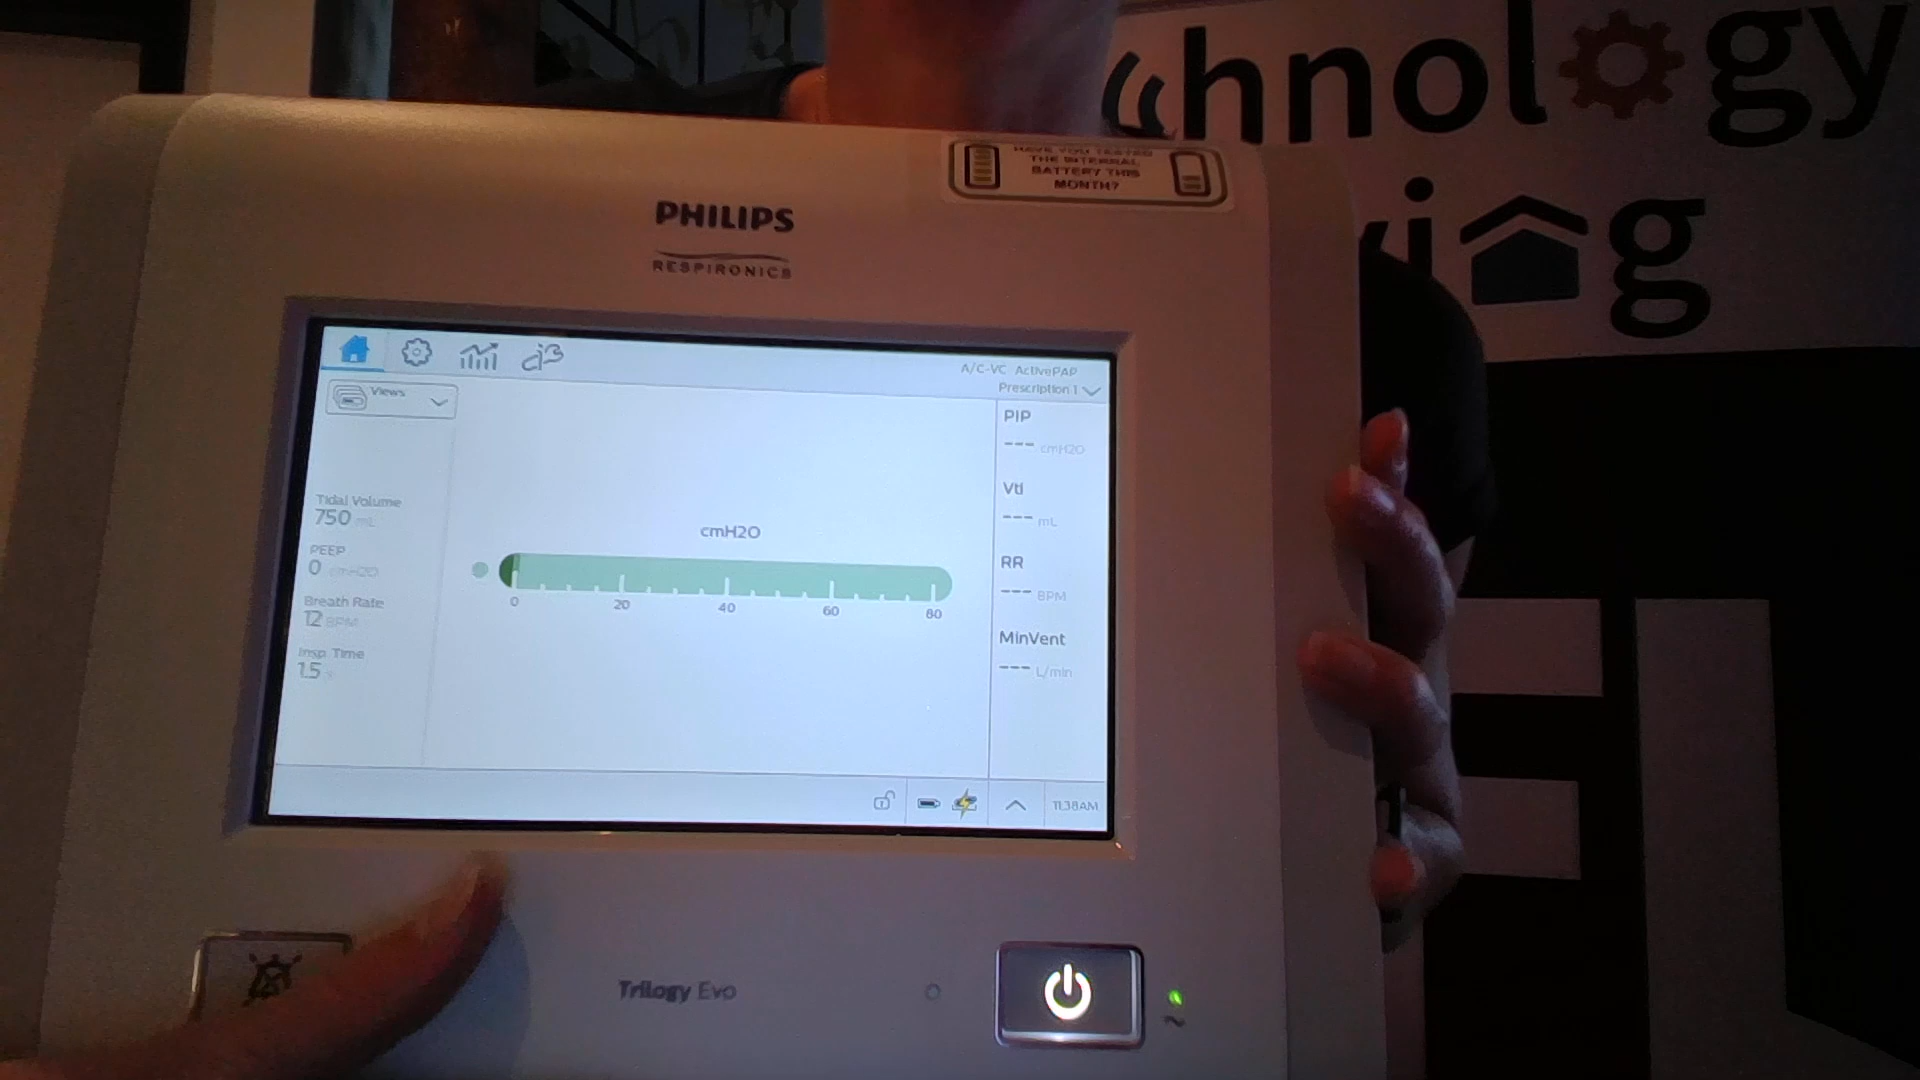 chnology
HAVE YOU TESTED
THE INTERNAL
BATTERY THIS
MONTH?
PHILIPS
RESPIRONICS
A/C-VC ActivePAP
Prescription 1
Views
PIP
--- cmH2O
Vti
--- mL
RR
--- BPM
MinVent
--- L/min
Tidal Volume
750 mL
PEEP
0 cmH2O
Breath Rate
12 BPM
Insp Time
1.5 s
cmH2O
0 20 40 60 80
11:38AM
Trilogy Evo